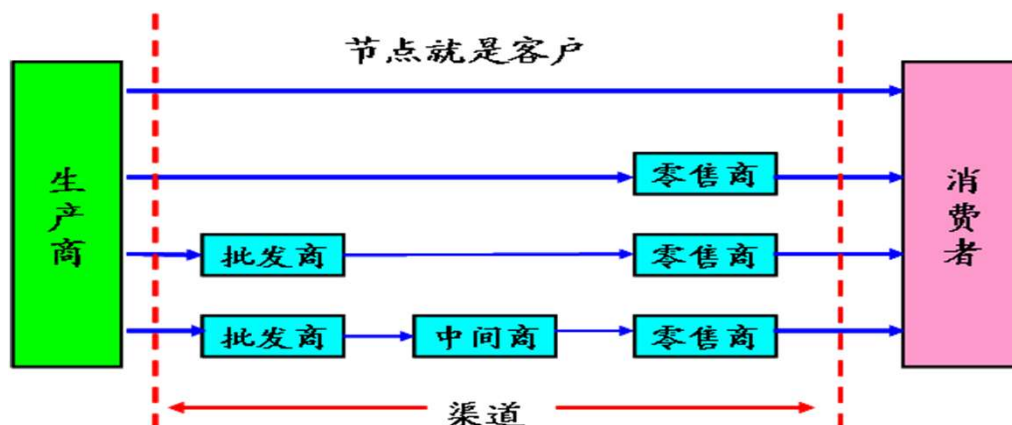 节点就是客户
生产商
零售商
消费者
批发商
零售商
批发商
中间商
零售商
渠道